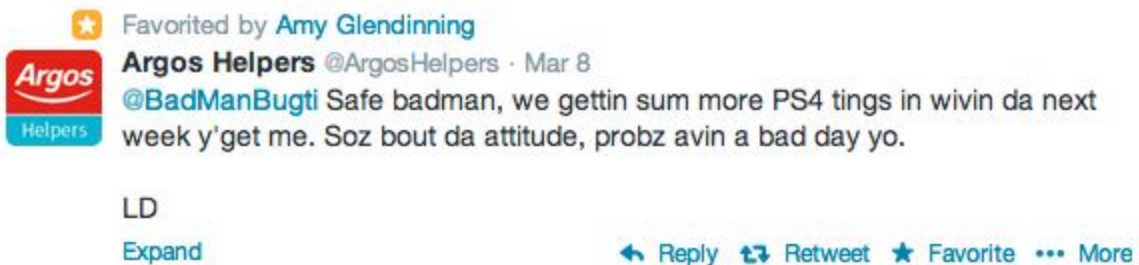 Favorited by Amy Glendinning
Argos Helpers @ArgosHelpers · Mar 8
Argos
Helpers
@BadManBugti Safe badman, we gettin sum more PS4 tings in wivin da next
week y'get me. Soz bout da attitude, probz avin a bad day yo.
LD
Expand Reply Retweet Favorite ••• More